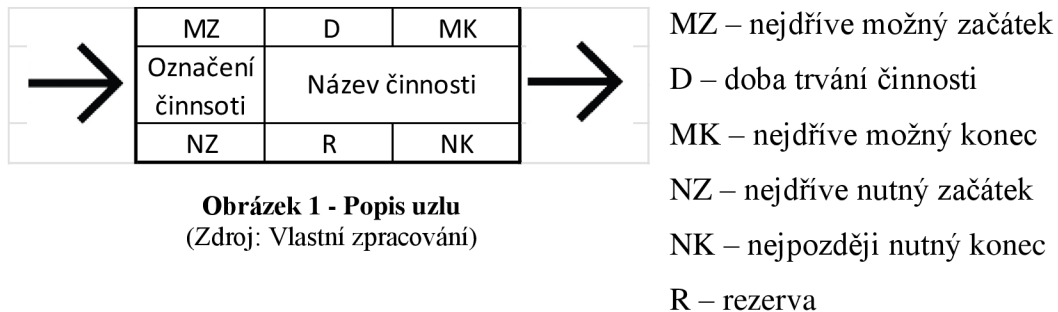 MZ D MK
Označení
činnsoti
Název činnosti
NZ R NK
Obrázek 1 - Popis uzlu
(Zdroj: Vlastní zpracování)
MZ – nejdříve možný začátek
D – doba trvání činnosti
MK – nejdříve možný konec
NZ – nejdříve nutný začátek
NK – nejpozději nutný konec
R – rezerva